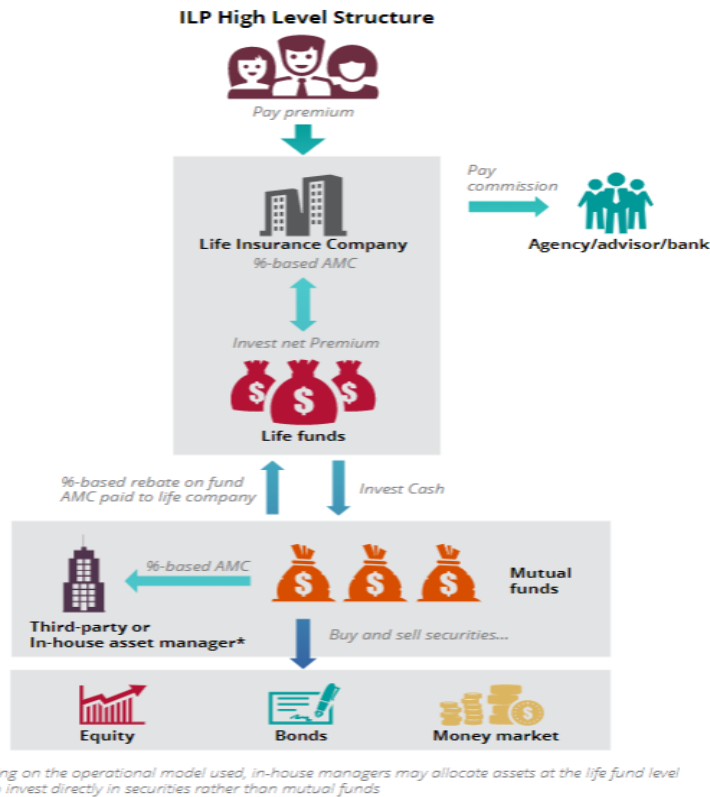 ILP High Level Structure
Pay premium
Pay
commission
Life Insurance Company
Agency/advisor/bank
%-based AMC
Invest net Premium
$ $ $
Life funds
%-based rebate on fund
AMC paid to life company
Invest Cash
%-based AMC
$ $ $
Mutual
funds
Third-party or
In-house asset manager*
Buy and sell securities...
$
Equity
Bonds
Money market
ng on the operational model used, in-house managers may allocate assets at the life fund level
invest directly in securities rather than mutual funds